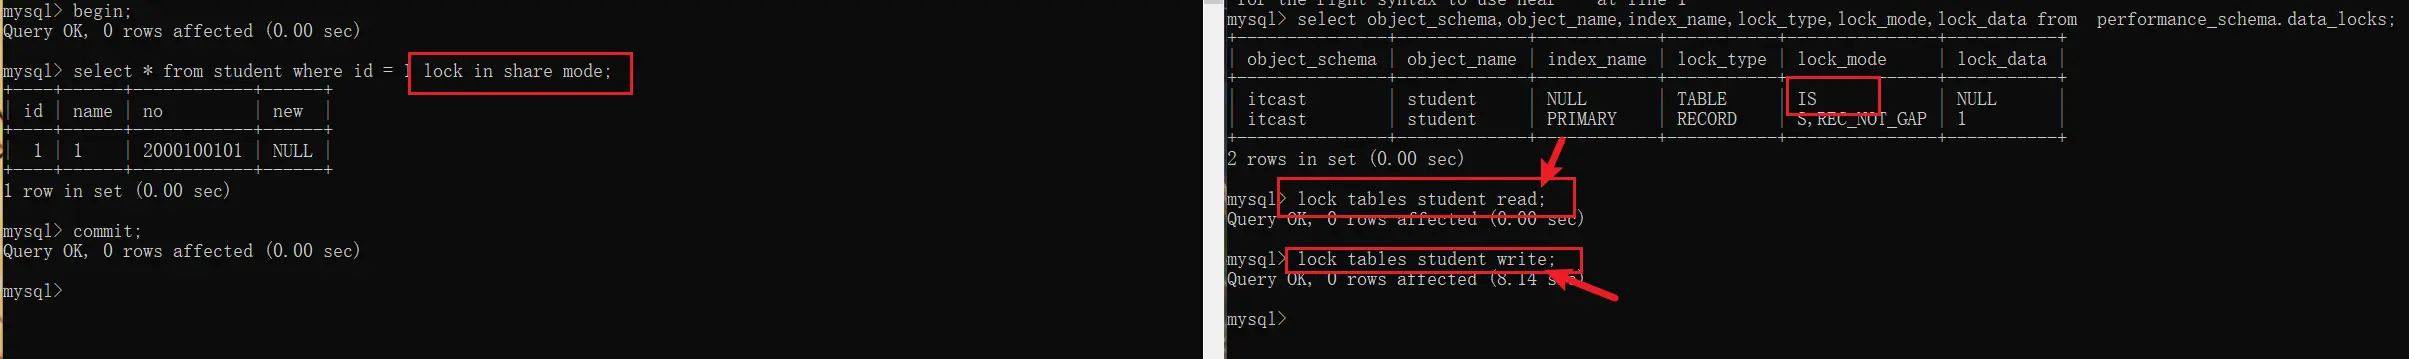 mysql> begin;
Query OK, 0 rows affected (0.00 sec)
mysql> select * from student where id = 1 lock in share mode;
+----+------+------------+------+
| id | name | no         | new  |
+----+------+------------+------+
|  1 | 1    | 2000100101 | NULL |
+----+------+------------+------+
1 row in set (0.00 sec)
mysql> commit;
Query OK, 0 rows affected (0.00 sec)
mysql>
for the right syntax to use near '' at line 1
mysql> select object_schema,object_name,index_name,lock_type,lock_mode,lock_data from  performance_schema.data_locks;
+---------------+-------------+------------+-----------+---------------+-----------+
| object_schema | object_name | index_name | lock_type | lock_mode     | lock_data |
+---------------+-------------+------------+-----------+---------------+-----------+
| itcast        | student     | NULL       | TABLE     | IS            | NULL      |
| itcast        | student     | PRIMARY    | RECORD    | S,REC_NOT_GAP | 1         |
+---------------+-------------+------------+-----------+---------------+-----------+
2 rows in set (0.00 sec)
mysql> lock tables student read;
Query OK, 0 rows affected (0.00 sec)
mysql> lock tables student write;
Query OK, 0 rows affected (8.14 sec)
mysql>